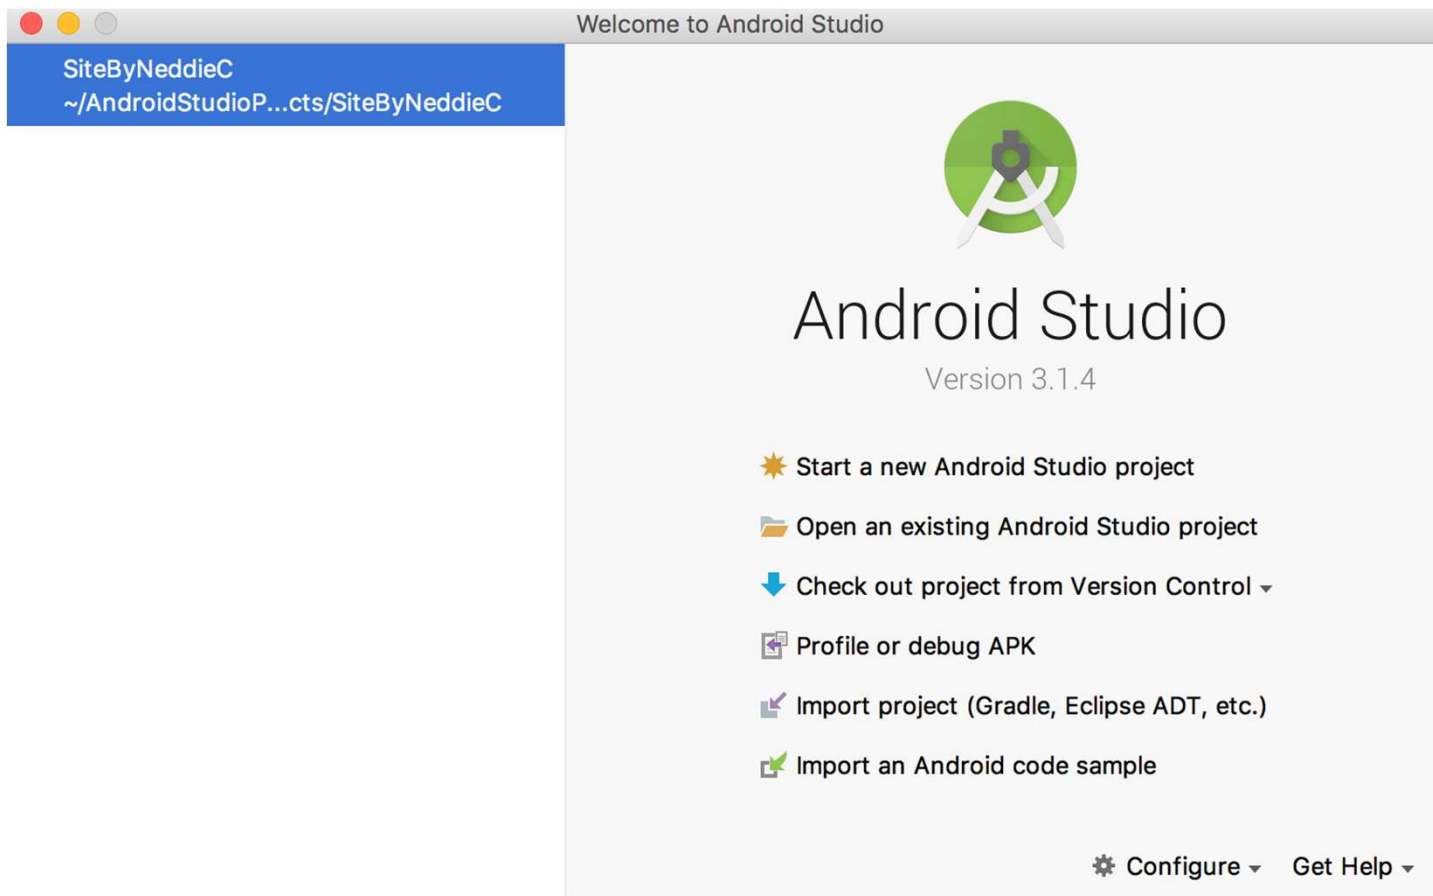 Welcome to Android Studio
SiteByNeddieC
~/AndroidStudioP...cts/SiteByNeddieC
Android Studio
Version 3.1.4
Start a new Android Studio project
Open an existing Android Studio project
Check out project from Version Control
Profile or debug APK
Import project (Gradle, Eclipse ADT, etc.)
Import an Android code sample
Configure Get Help